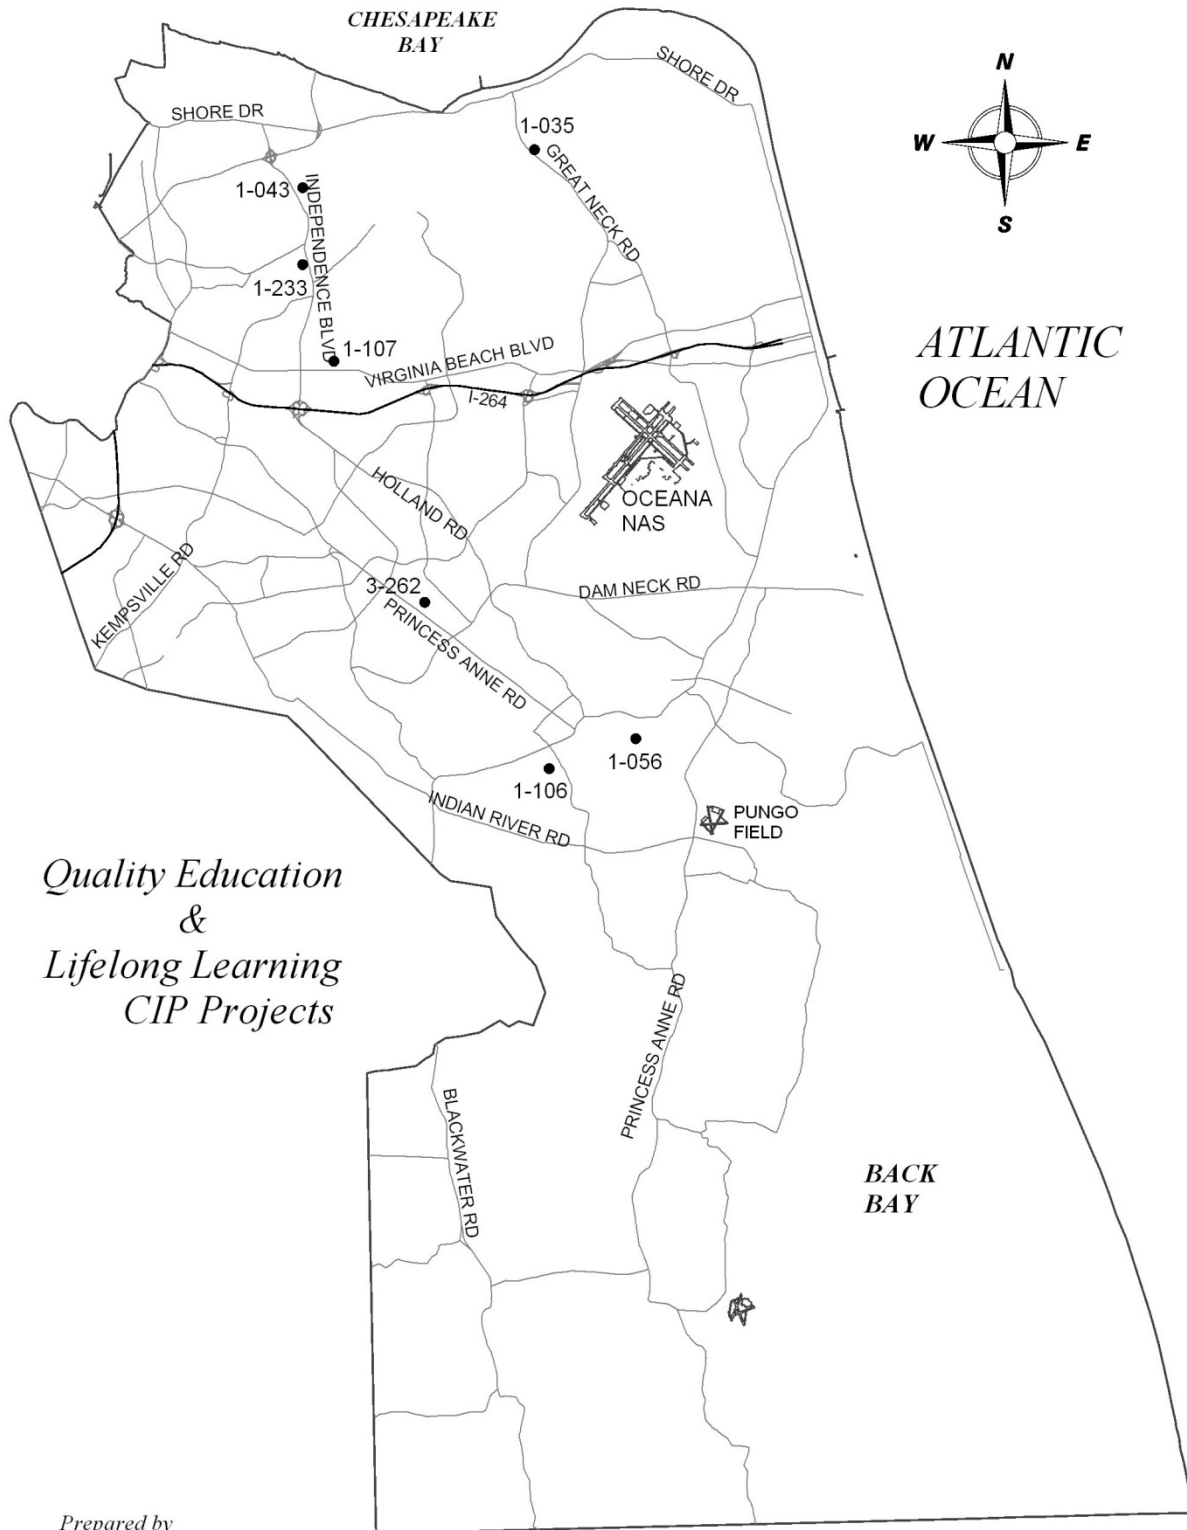 CHESAPEAKE
BAY
SHORE DR
SHORE DR
N
W
E
S
1-035
GREAT NECK RD
1-043
INDEPENDENCE BLVD
1-233
1-107
VIRGINIA BEACH BLVD
I-264
ATLANTIC
OCEAN
HOLLAND RD
OCEANA
NAS
KEMPSVILLE RD
3-262
DAM NECK RD
PRINCESS ANNE RD
1-056
1-106
INDIAN RIVER RD
PUNGO
FIELD
Quality Education
&
Lifelong Learning
CIP Projects
PRINCESS ANNE RD
BLACKWATER RD
BACK
BAY
Prepared by